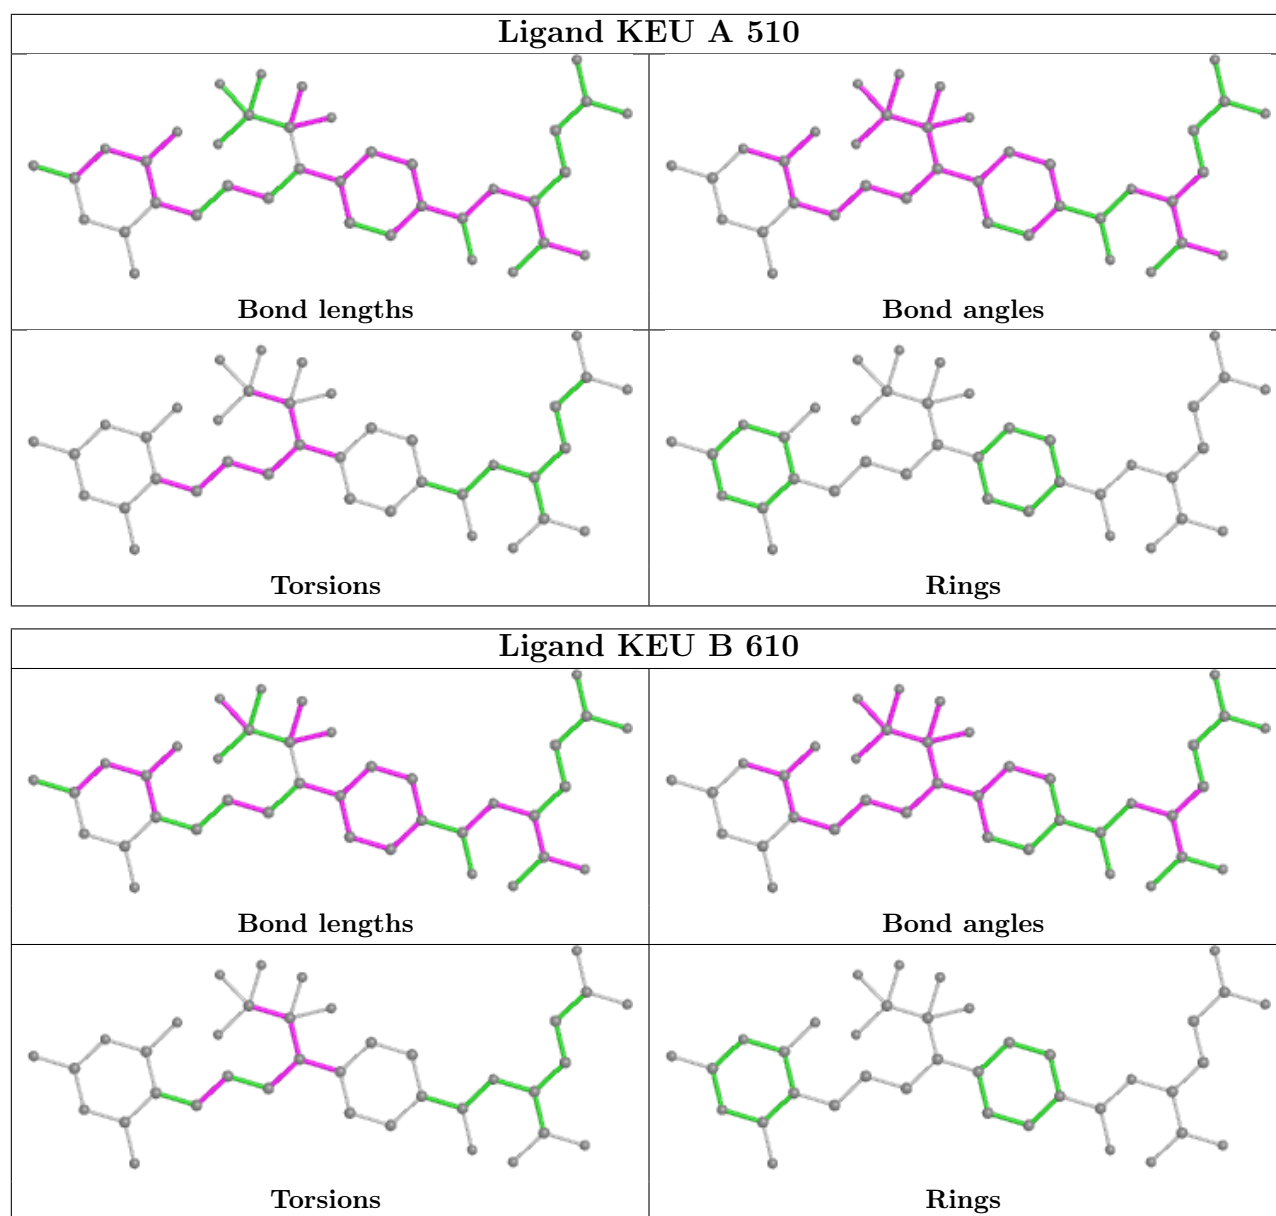 Ligand KEU A 510
Bond lengths
Bond angles
Torsions
Rings
Ligand KEU B 610
Bond lengths
Bond angles
Torsions
Rings